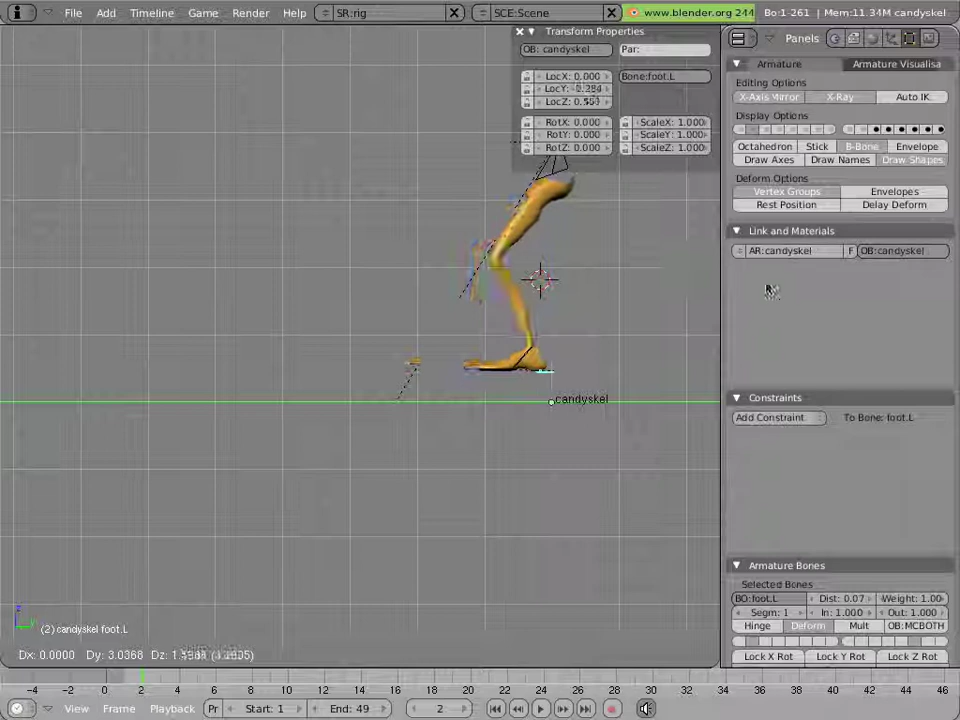 File Add Timeline Game Render Help SR:rig SCE:Scene www.blender.org 244 Bo:1-261 | Mem:11.34M candyskel
Transform Properties
OB: candyskel Par:
LocX: 0.000 Bone:foot.L
LocY:
LocZ:
RotX: 0.000 ScaleX: 1.000
RotY: 0.000 ScaleY: 1.000
RotZ: 0.000 ScaleZ: 1.000
Panels
Armature Armature Visualisa
Editing Options
X-Axis Mirror X-Ray Auto IK
Display Options
Octahedron Stick B-Bone Envelope
Draw Axes Draw Names Draw Shapes
Deform Options
Vertex Groups Envelopes
Rest Position Delay Deform
Link and Materials
AR:candyskel F OB:candyskel
Constraints
Add Constraint To Bone: foot.L
Armature Bones
Selected Bones
BO:foot.L Dist: 0.07 Weight: 1.00
Segm: 1 In: 1.000 Out: 1.000
Hinge Deform Mult OB:MCBOTH
Lock X Rot Lock Y Rot Lock Z Rot
candyskel
z
y
(2) candyskel foot.L
Dx: 0.0000 Dy: 3.0368 Dz:
-4 -2 0 2 4 6 8 10 12 14 16 18 20 22 24 26 28 30 32 34 36 38 40 42 44 46
View Frame Playback Pr Start: 1 End: 49 2